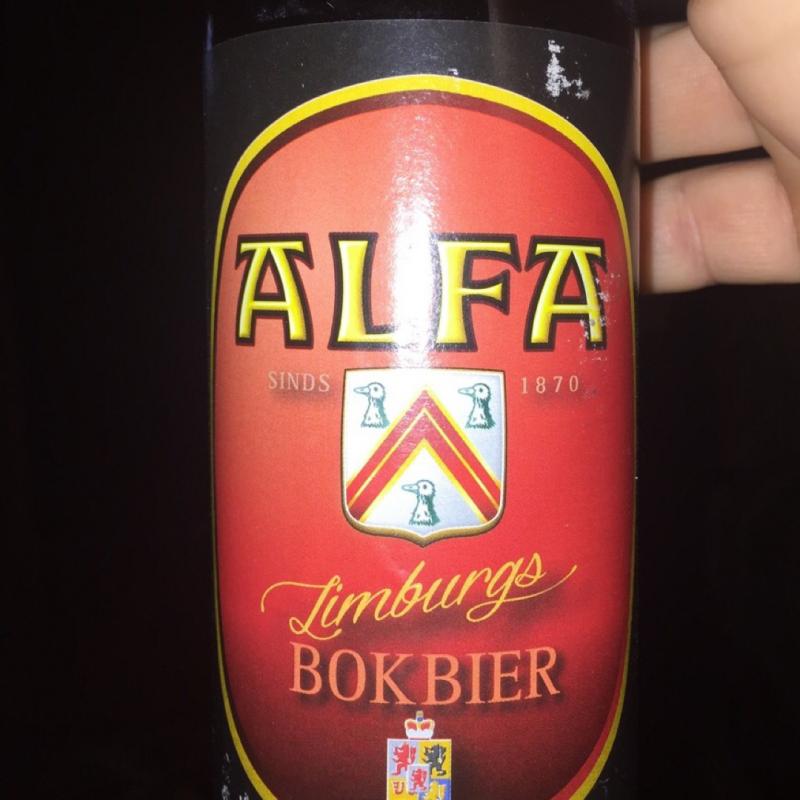 ALFA
SINDS 1870
Limburgs
BOKBIER